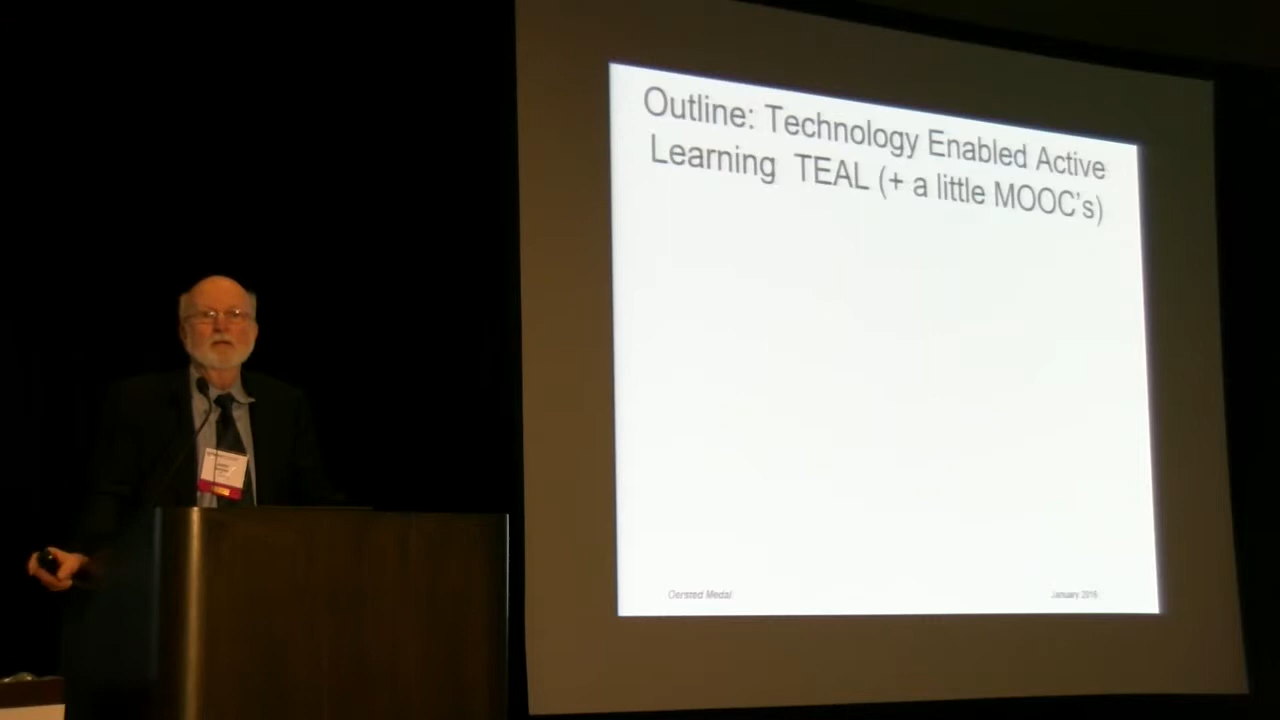 Outline: Technology Enabled Active
Learning TEAL (+ a little MOOC's)
Oersted Medal
January 2016